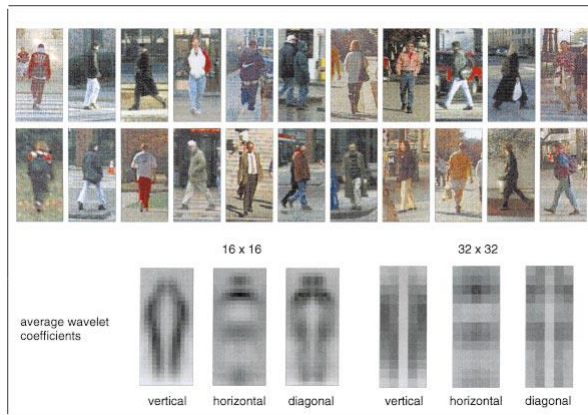 16 x 16
32 x 32
average wavelet
coefficients
vertical
horizontal
diagonal
vertical
horizontal
diagonal